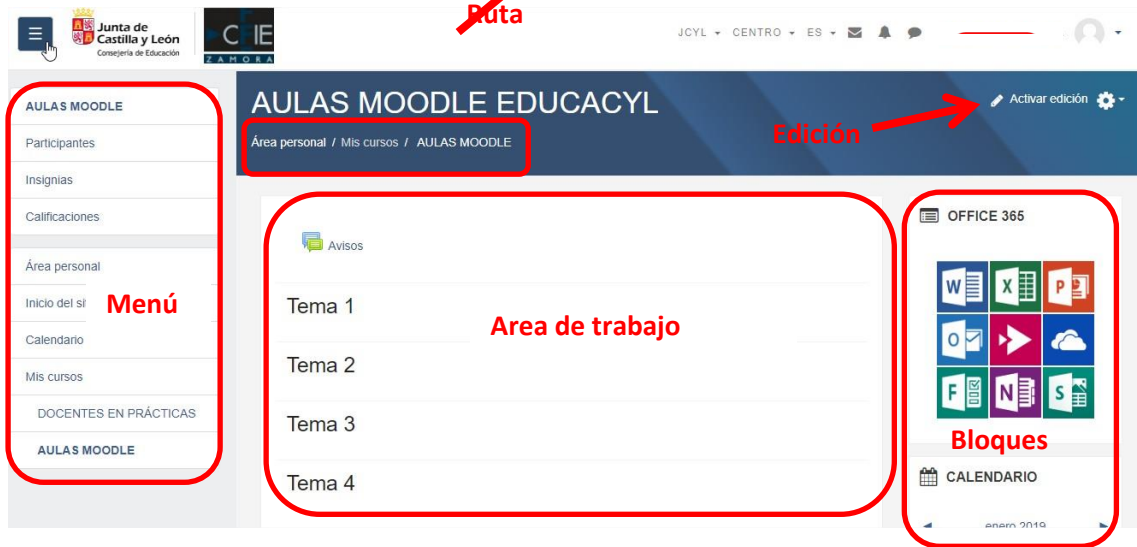 Ruta
Junta de
Castilla y León
Consejería de Educación
CFIE
ZAMORA
JCYL CENTRO ES
AULAS MOODLE
Participantes
Insignias
Calificaciones
Área personal
Inicio del si
Calendario
Mis cursos
DOCENTES EN PRÁCTICAS
AULAS MOODLE
Menú
AULAS MOODLE EDUCACYL
Área personal / Mis cursos / AULAS MOODLE
Edición
Activar edición
Avisos
Tema 1
Tema 2
Tema 3
Tema 4
Area de trabajo
OFFICE 365
W X P
O
F N S
Bloques
CALENDARIO
enero 2019